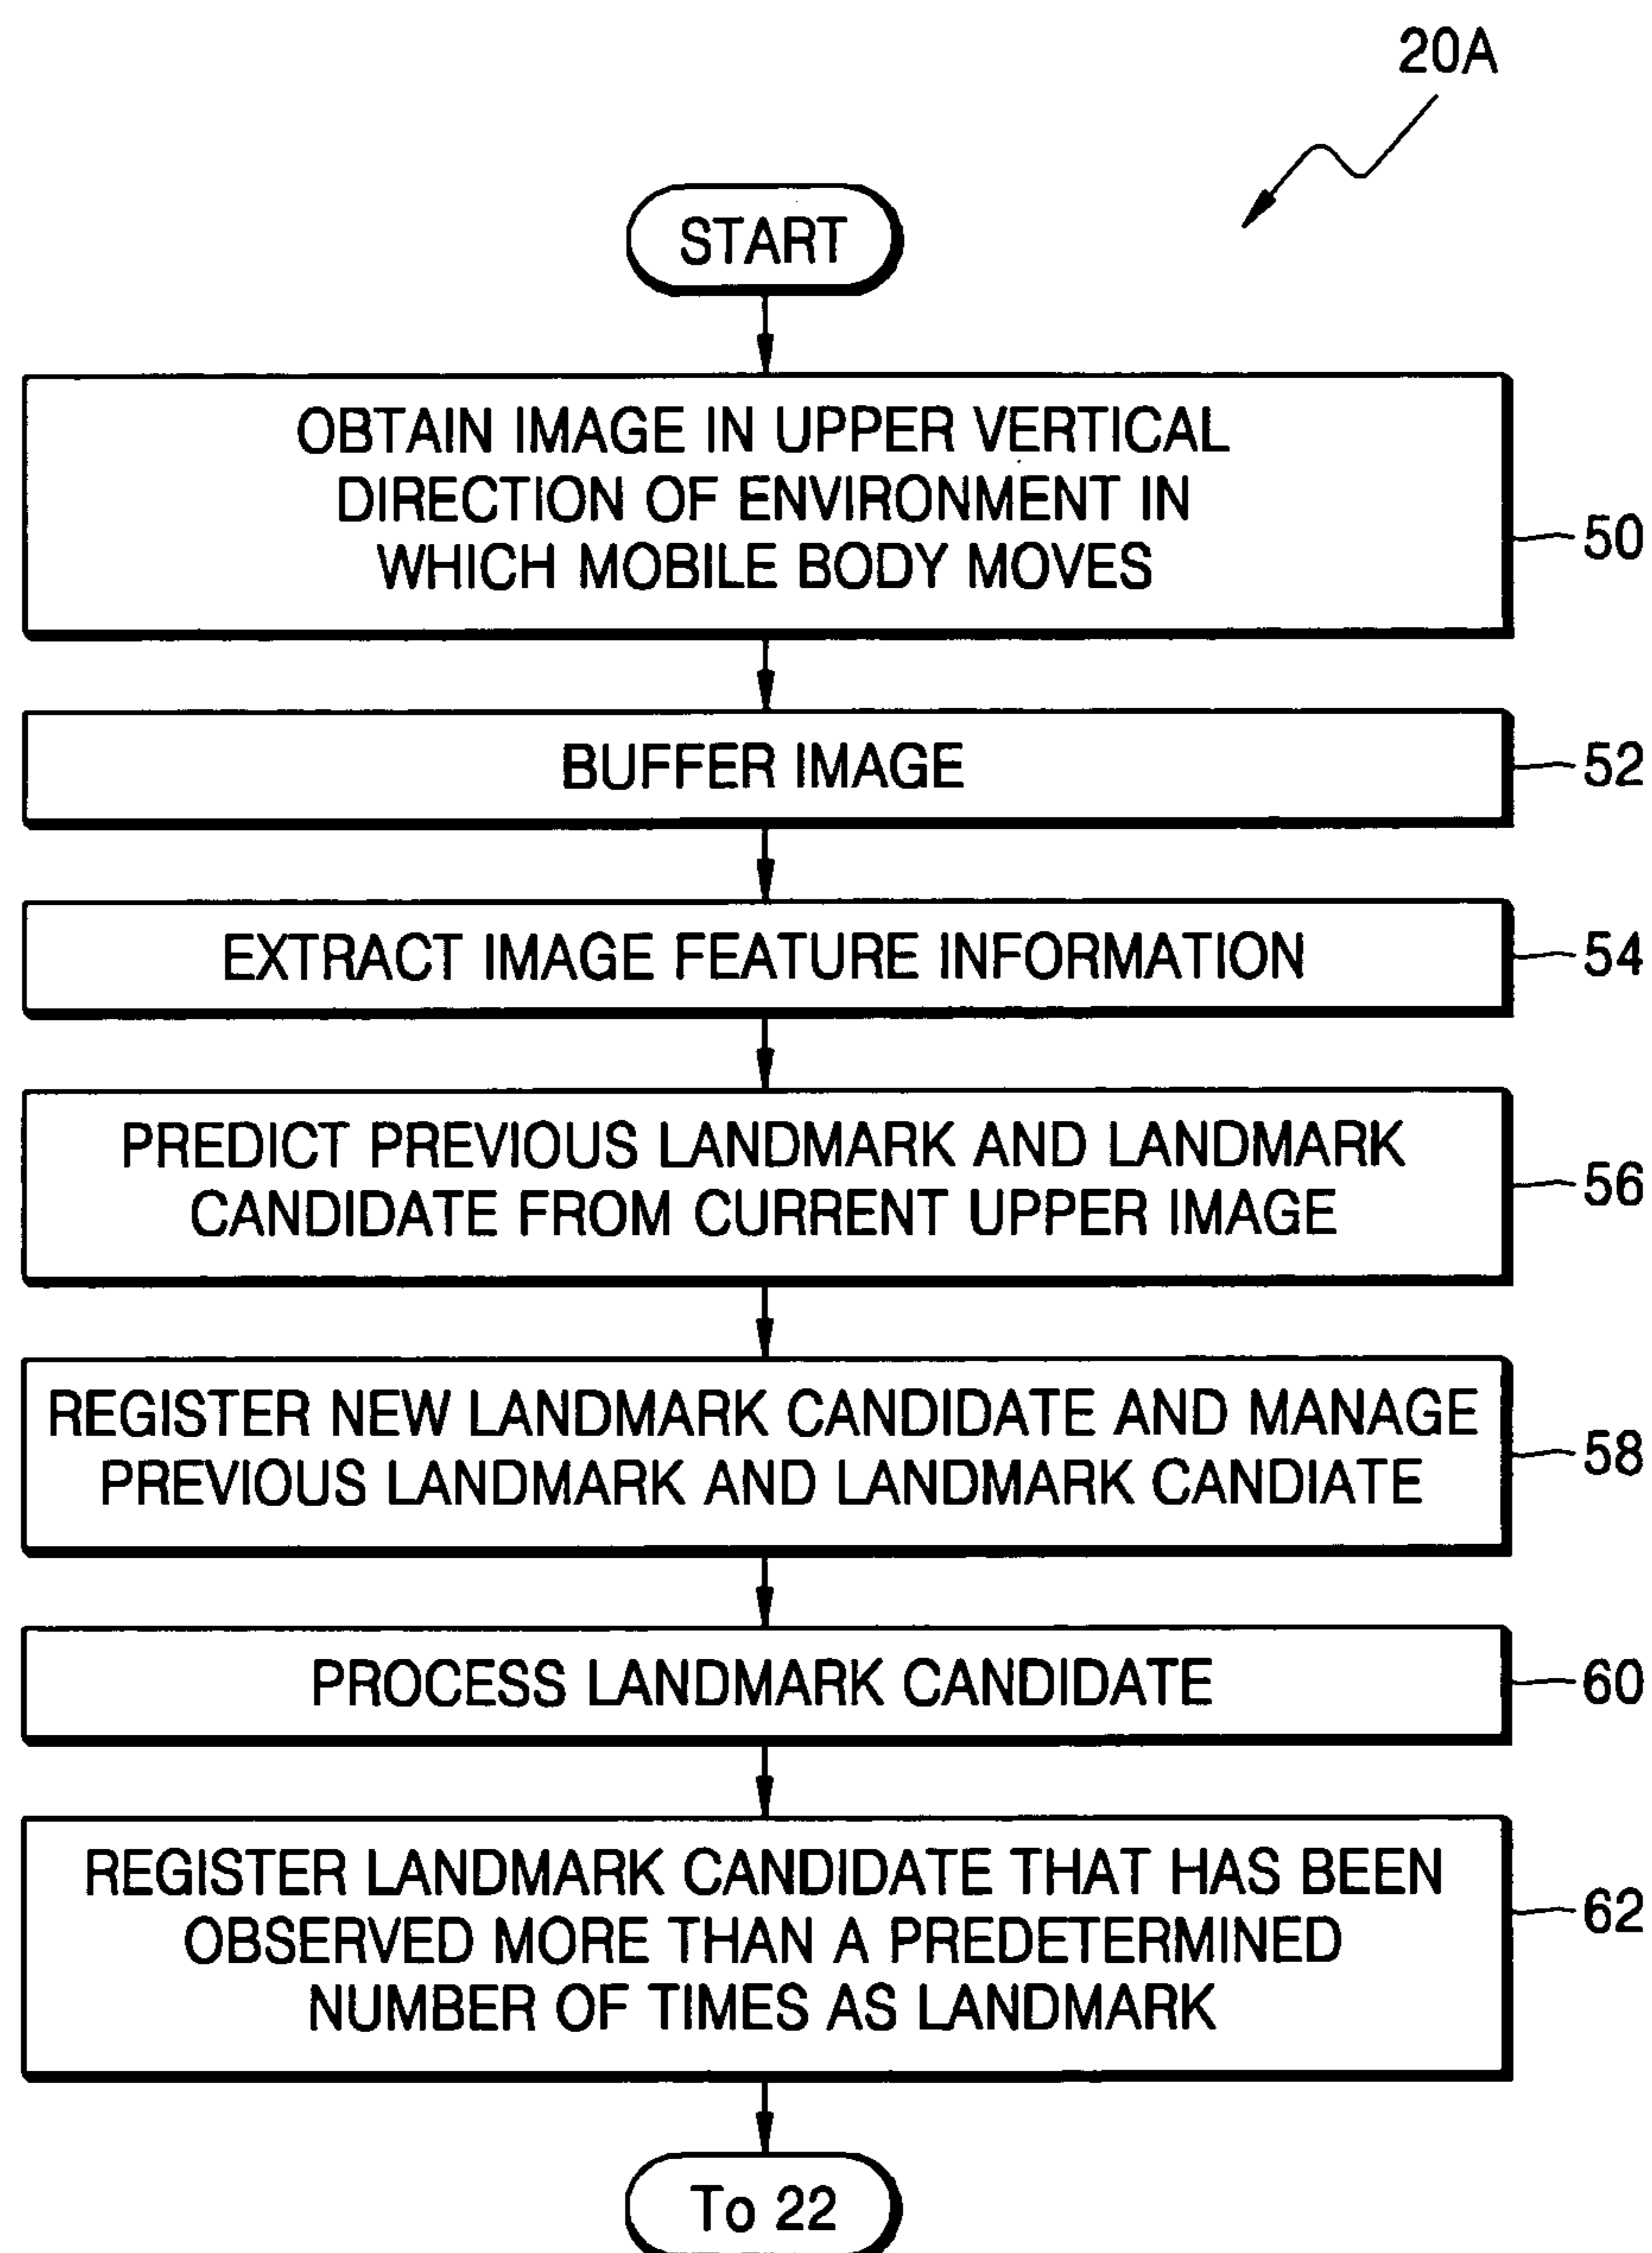 20A
START
OBTAIN IMAGE IN UPPER VERTICAL
DIRECTION OF ENVIRONMENT IN
WHICH MOBILE BODY MOVES
50
BUFFER IMAGE
52
EXTRACT IMAGE FEATURE INFORMATION
54
PREDICT PREVIOUS LANDMARK AND LANDMARK
CANDIDATE FROM CURRENT UPPER IMAGE
56
REGISTER NEW LANDMARK CANDIDATE AND MANAGE
PREVIOUS LANDMARK AND LANDMARK CANDIATE
58
PROCESS LANDMARK CANDIDATE
60
REGISTER LANDMARK CANDIDATE THAT HAS BEEN
OBSERVED MORE THAN A PREDETERMINED
NUMBER OF TIMES AS LANDMARK
62
To 22